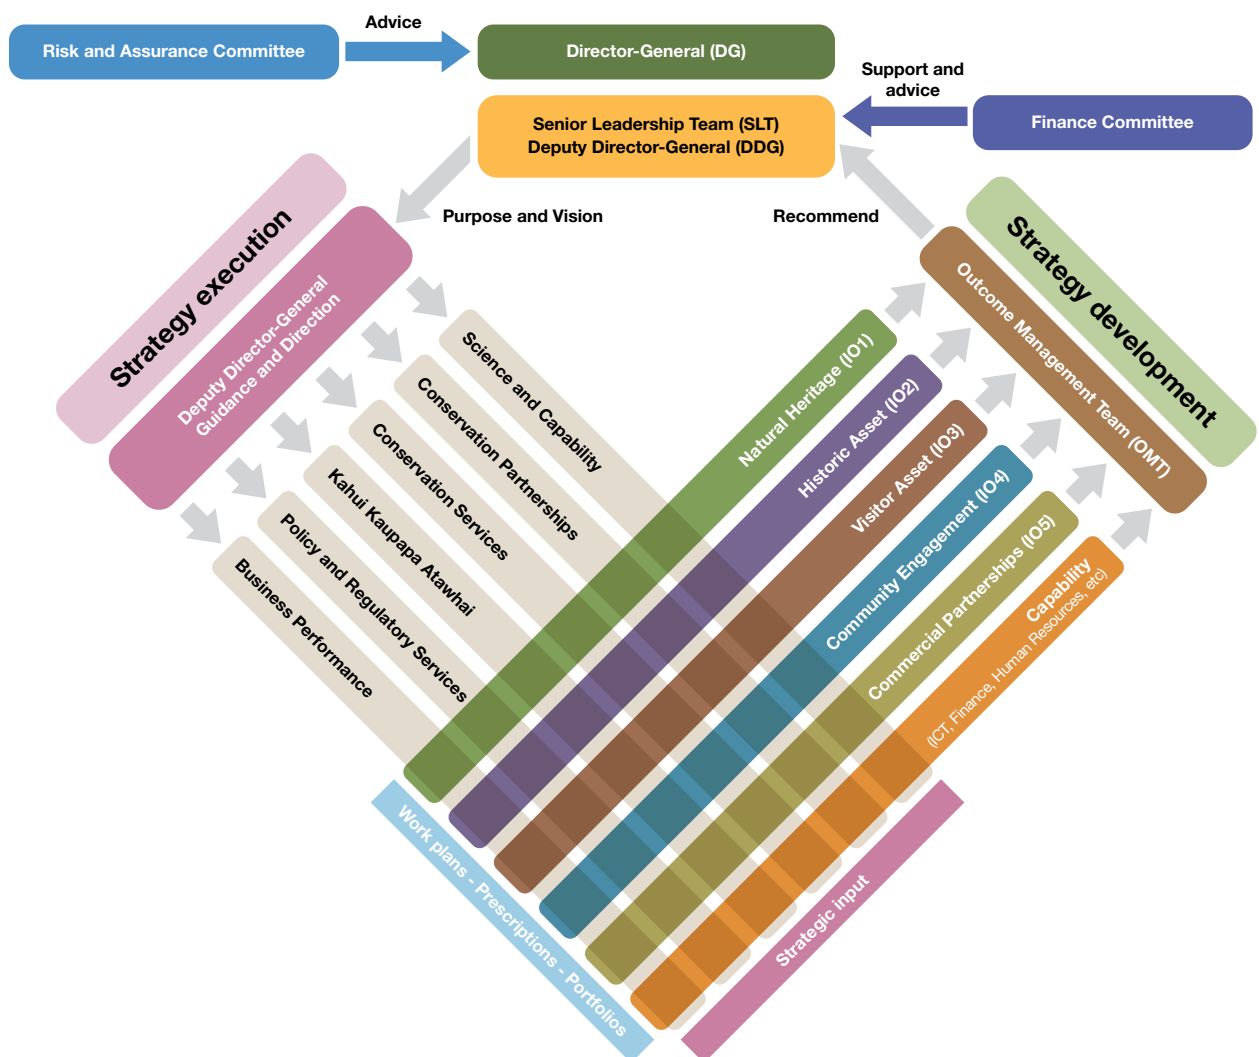 Advice
Risk and Assurance Committee
Director-General (DG)
Support and
advice
Senior Leadership Team (SLT)
Deputy Director-General (DDG)
Finance Committee
Purpose and Vision
Recommend
Strategy execution
Deputy Director-General
Guidance and Direction
Strategy development
Outcome Management Team (OMT)
Science and Capability
Conservation Partnerships
Conservation Services
Kahui Kaupapa Atawhai
Policy and Regulatory Services
Business Performance
Natural Heritage (IO1)
Historic Asset (IO2)
Visitor Asset (IO3)
Community Engagement (IO4)
Commercial Partnerships (IO5)
Capability
(ICT, Finance, Human Resources, etc)
Work plans - Prescriptions - Portfolios
Strategic input